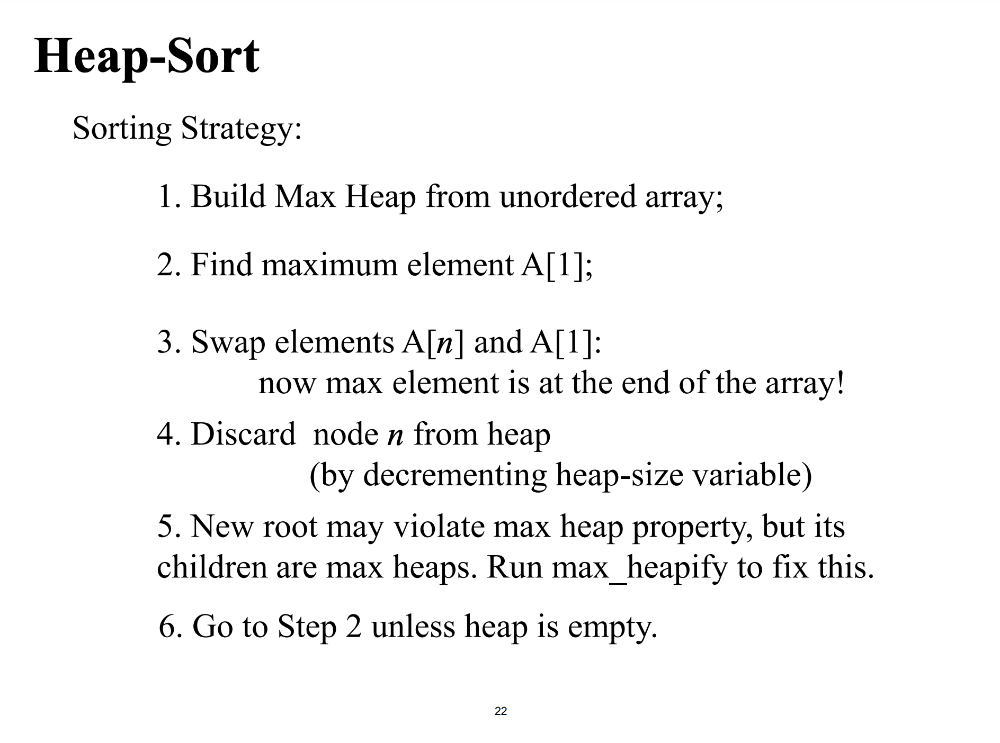 Heap-Sort
Sorting Strategy:
1. Build Max Heap from unordered array;
2. Find maximum element A[1];
3. Swap elements A[n] and A[1]:
now max element is at the end of the array!
4. Discard node n from heap
(by decrementing heap-size variable)
5. New root may violate max heap property, but its
children are max heaps. Run max_heapify to fix this.
6. Go to Step 2 unless heap is empty.
22